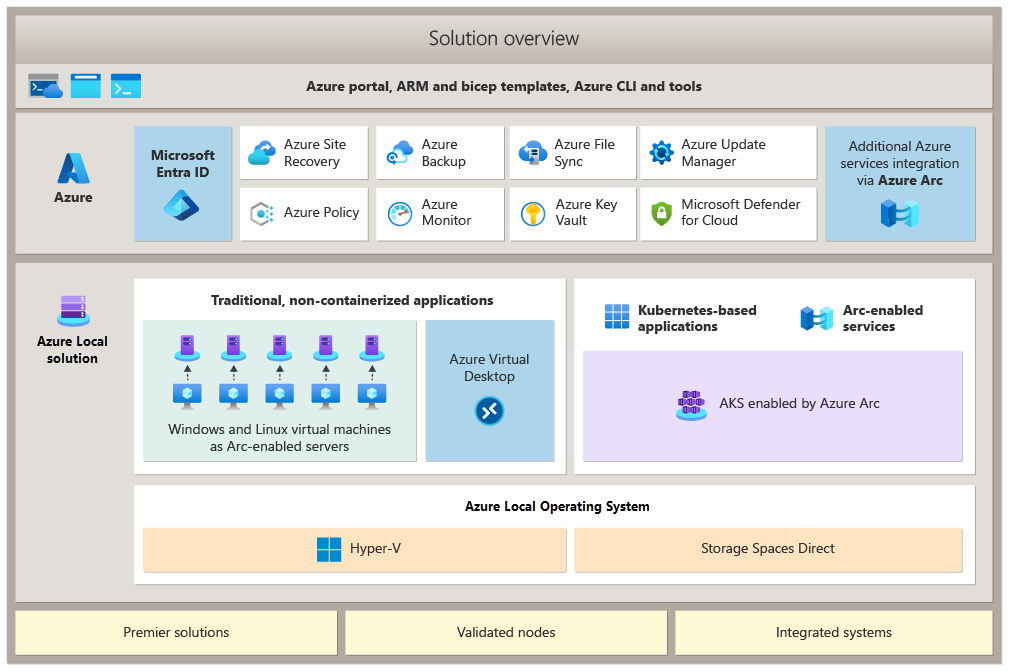 Solution overview
Azure portal, ARM and bicep templates, Azure CLI and tools
Azure
Microsoft
Entra ID
Azure Site
Recovery
Azure
Backup
Azure File
Sync
Azure Update
Manager
Azure Policy
Azure
Monitor
Azure Key
Vault
Microsoft Defender
for Cloud
Additional Azure
services integration
via Azure Arc
Azure Local
solution
Traditional, non-containerized applications
Windows and Linux virtual machines
as Arc-enabled servers
Azure Virtual
Desktop
Kubernetes-based
applications
Arc-enabled
services
AKS enabled by Azure Arc
Azure Local Operating System
Hyper-V
Storage Spaces Direct
Premier solutions
Validated nodes
Integrated systems